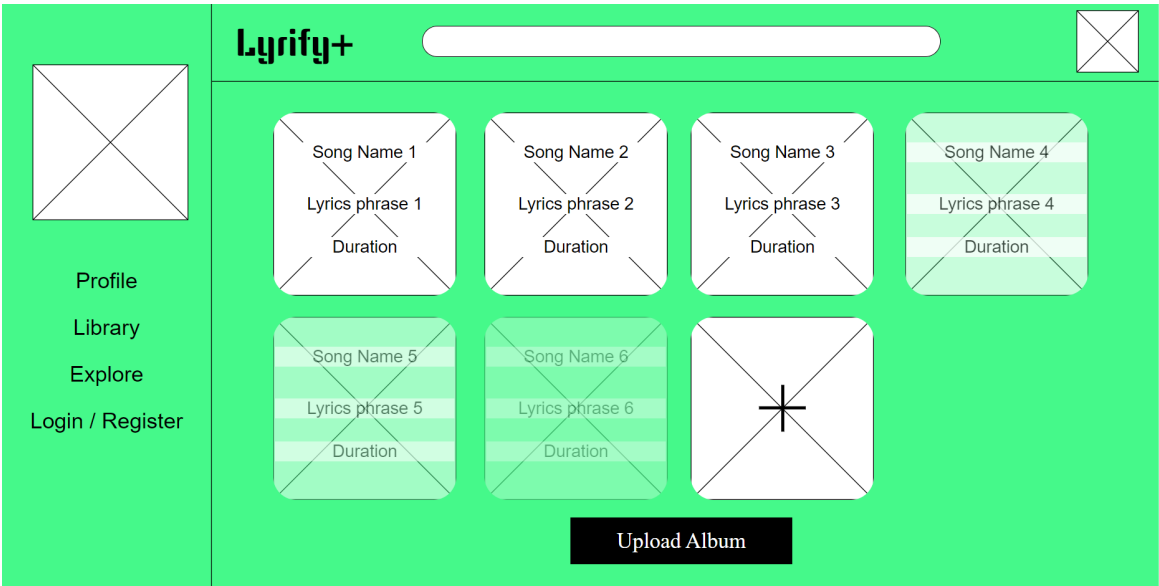 Lyrify+
Profile
Library
Explore
Login / Register
Song Name 1
Lyrics phrase 1
Duration
Song Name 2
Lyrics phrase 2
Duration
Song Name 3
Lyrics phrase 3
Duration
Song Name 4
Lyrics phrase 4
Duration
Song Name 5
Lyrics phrase 5
Duration
Song Name 6
Lyrics phrase 6
Duration
Upload Album